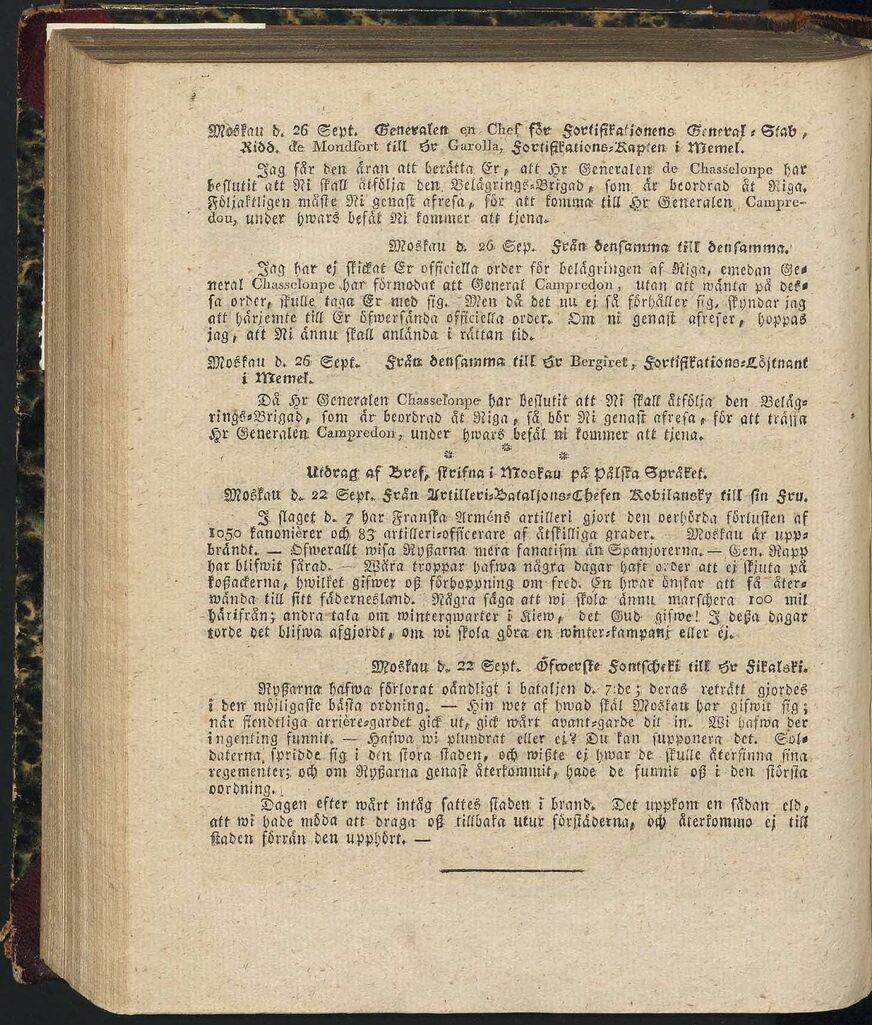 Moskau d. 26 Sept. Generalen en Chef för Fortifikationens General-Stab,
Ridd. de Mondfort till Hr Garolla, Fortifikations-Kapten i Memel.
Jag får den äran att berätta Er, att Hr Generalen de Chasselonpe har
beslutit att Ni skall åtfölja den Belägrings-Brigad, som är beordrad åt Riga.
Följaktligen måste Ni genast afresa, för att komma till Hr Generalen Campre-
don, under hwars befäl Ni kommer att tjena.
Moskau d. 26 Sep. Från densamma till densamma.
Jag har ej skickat Er officiella order för belägringen af Riga, emedan Ge-
neral Chasselonpe har förmodat att General Campredon, utan att wänta på des-
sa order, skulle taga Er med sig. Men då det nu ej så förhåller sig, skyndar jag
att härjemte till Er öfwersända officiella order. Om ni genast afreser, hoppas
jag, att Ni ännu skall anlända i rättan tid.
Moskau d. 26 Sept. Från densamma till Hr Bergiret, Fortifikations-Löjtnant
i Memel.
Då Hr Generalen Chasselonpe har beslutit att Ni skall åtfölja den Beläg-
rings-Brigad, som är beordrad åt Riga, så bör Ni genast afresa, för att träffa
Hr Generalen Campredon, under hwars befäl ni kommer att tjena.
* * *
Utdrag af Bref, skrifna i Moskau på Pålska Språket.
Moskau d. 22 Sept. Från Artilleri-Bataljons-Chefen Kobilansky till sin Fru.
I slaget d. 7 har Franska Arméns artilleri gjort den oerhörda förlusten af
1050 kanonierer och 83 artilleri-officerare af åtskilliga grader. — Moskau är upp-
brändt. — Öfwerallt wisa Ryßarna mera fanatism än Spanjorerna. — Gen. Rapp
har blifwit sårad. — Wåra troppar hafwa några dagar haft order att ej skjuta på
koßackerna, hwilket gifwer oß förhoppning om fred. En hwar önskar att få åter-
wända till sitt fädernesland. Några säga att wi skola ännu marschera 100 mil
härifrån; andra tala om winterqwarter i Kiew, det Gud gifwe! I deßa dagar
torde det blifwa afgjordt, om wi skola göra en winter-kampanj eller ej.
Moskau d. 22 Sept. Öfwerste Fontscheki till Hr Fikalski.
Ryßarna hafwa förlorat oändligt i bataljen d. 7:de; deras reträtt gjordes
i den möjligaste bästa ordning. — Hin wet af hwad skäl Moskau har gifwit sig;
när fiendtliga arriere-gardet gick ut, gick wårt avant-garde dit in. Wi hafwa der
ingenting funnit. — Hafwa wi plundrat eller ej? Du kan supponera det. Sol-
daterna spridde sig i den stora staden, och wißte ej hwar de skulle återfinna sina
regementer; och om Ryßarna genast återkommit, hade de funnit oß i den största
oordning.
Dagen efter wårt intåg sattes staden i brand. Det uppkom en sådan eld,
att wi hade möda att draga oß tillbaka utur förstäderna, och återkommo ej till
staden förrän den upphört. —